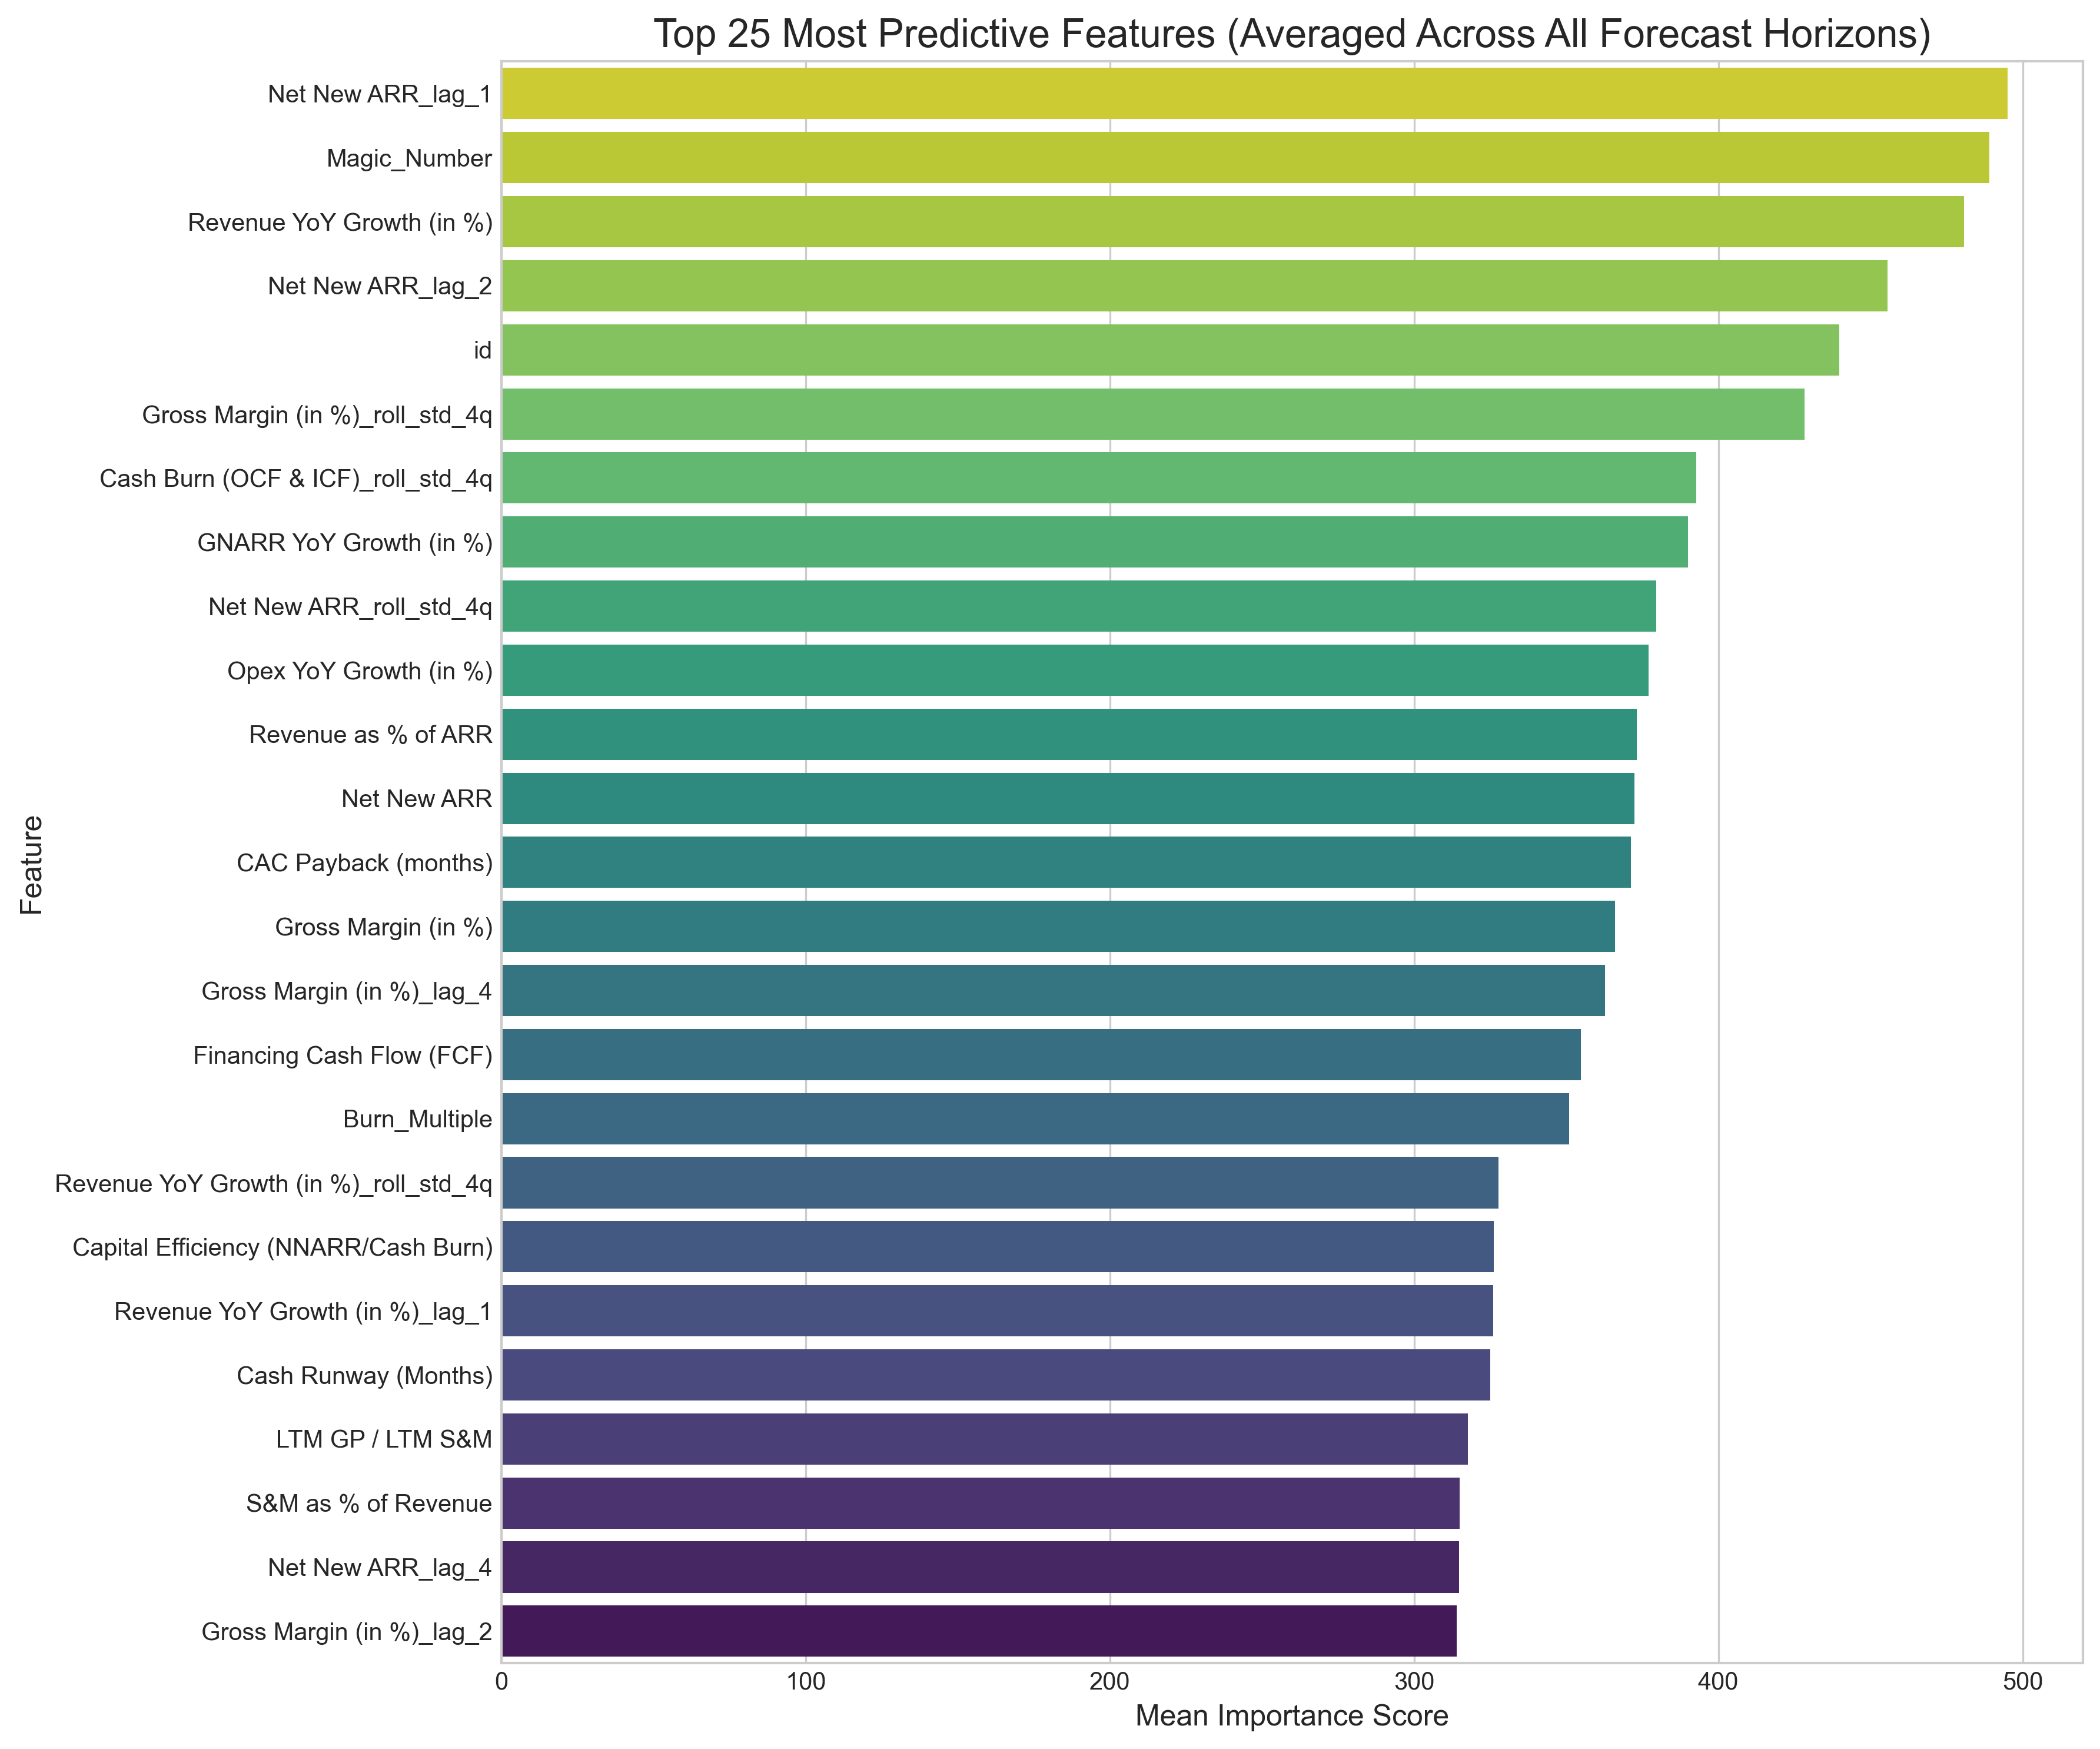 Top 25 Most Predictive Features (Averaged Across All Forecast Horizons)
Feature
Net New ARR_lag_1
Magic_Number
Revenue YoY Growth (in %)
Net New ARR_lag_2
id
Gross Margin (in %)_roll_std_4q
Cash Burn (OCF & ICF)_roll_std_4q
GNARR YoY Growth (in %)
Net New ARR_roll_std_4q
Opex YoY Growth (in %)
Revenue as % of ARR
Net New ARR
CAC Payback (months)
Gross Margin (in %)
Gross Margin (in %)_lag_4
Financing Cash Flow (FCF)
Burn_Multiple
Revenue YoY Growth (in %)_roll_std_4q
Capital Efficiency (NNARR/Cash Burn)
Revenue YoY Growth (in %)_lag_1
Cash Runway (Months)
LTM GP / LTM S&M
S&M as % of Revenue
Net New ARR_lag_4
Gross Margin (in %)_lag_2
0 100 200 300 400 500
Mean Importance Score